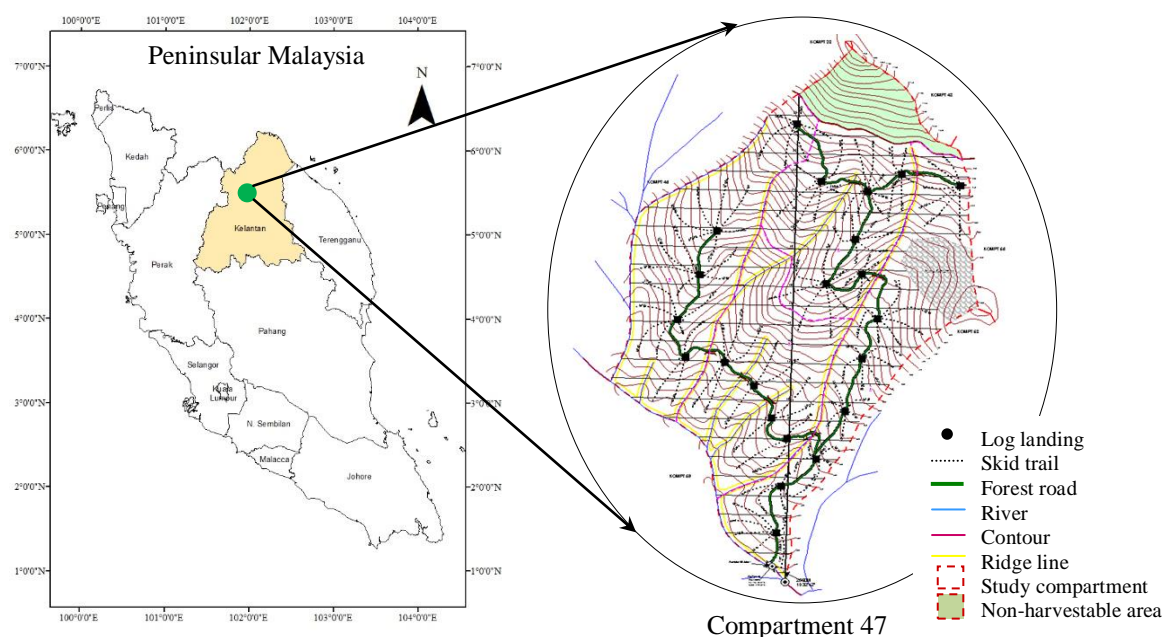 100°0'0"E 101°0'0"E 102°0'0"E 103°0'0"E 104°0'0"E
Peninsular Malaysia
N
7°0'0"N
6°0'0"N
5°0'0"N
4°0'0"N
3°0'0"N
2°0'0"N
1°0'0"N
Perlis
Kedah
Penang
Perak
Kelantan
Terengganu
Pahang
Selangor
Kuala
Lumpur
N. Sembilan
Malacca
Johore
7°0'0"N
6°0'0"N
5°0'0"N
4°0'0"N
3°0'0"N
2°0'0"N
1°0'0"N
100°0'0"E 101°0'0"E 102°0'0"E 103°0'0"E 104°0'0"E
Log landing
Skid trail
Forest road
River
Contour
Ridge line
Study compartment
Non-harvestable area
Compartment 47